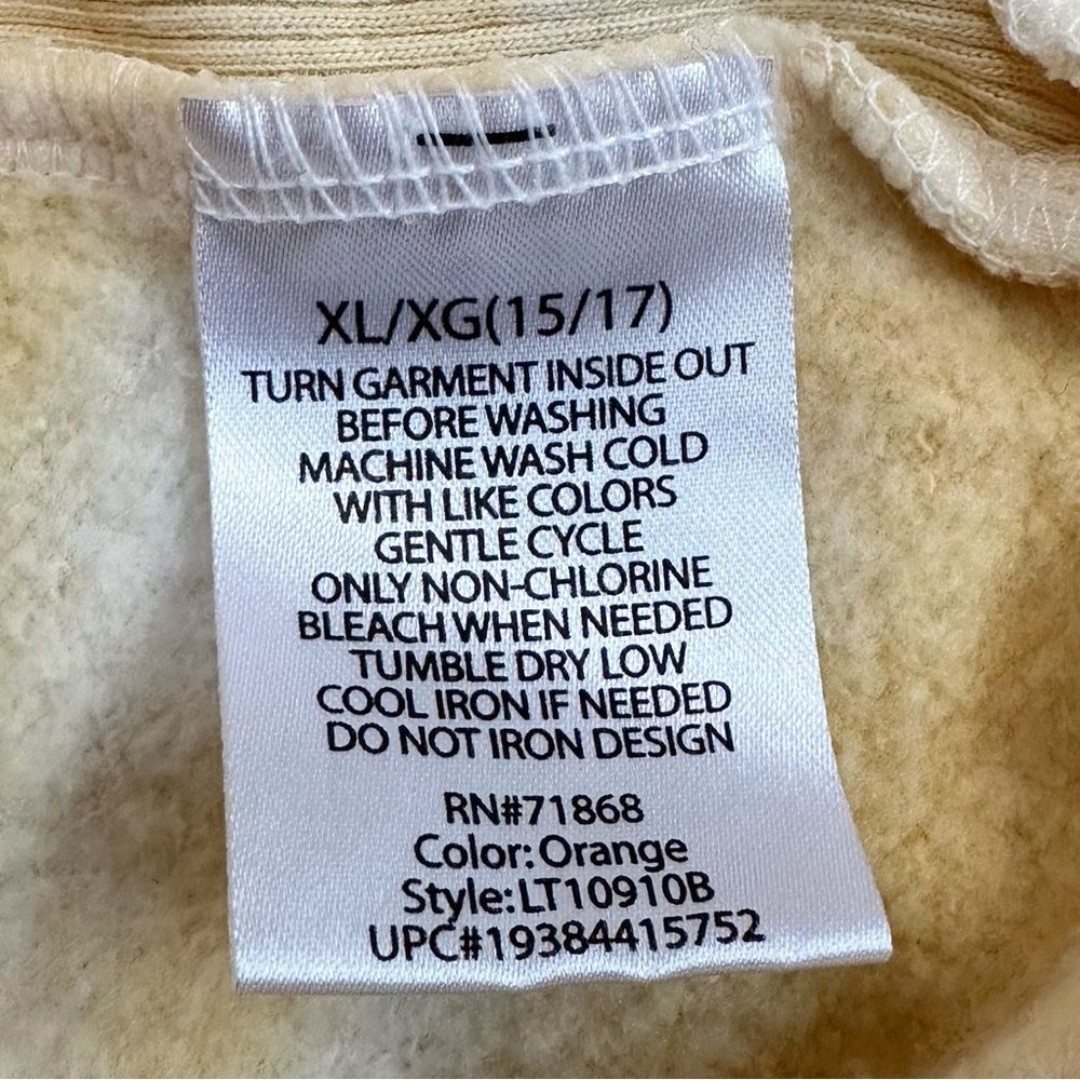 XL/XG(15/17)
TURN GARMENT INSIDE OUT
BEFORE WASHING
MACHINE WASH COLD
WITH LIKE COLORS
GENTLE CYCLE
ONLY NON-CHLORINE
BLEACH WHEN NEEDED
TUMBLE DRY LOW
COOL IRON IF NEEDED
DO NOT IRON DESIGN
RN#71868
Color: Orange
Style:LT10910B
UPC#19384415752